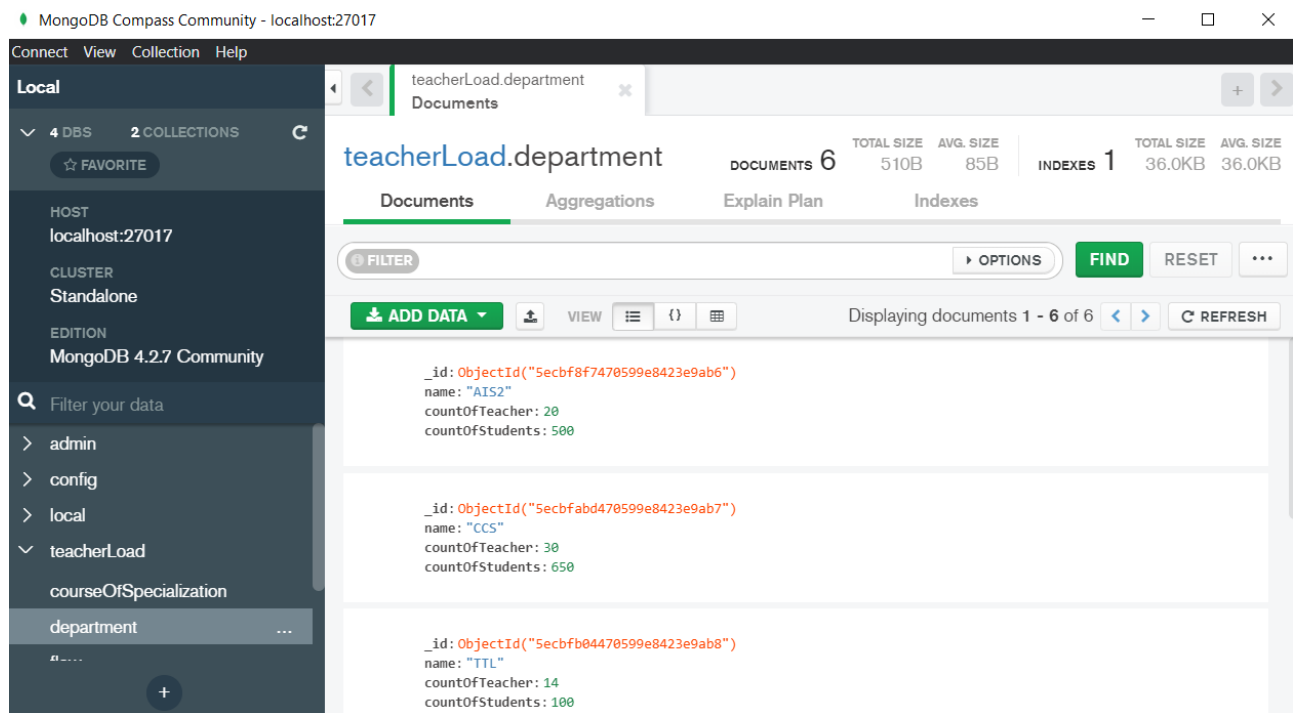 MongoDB Compass Community - localhost:27017
Connect View Collection Help
Local
4 DBS 2 COLLECTIONS
FAVORITE
HOST
localhost:27017
CLUSTER
Standalone
EDITION
MongoDB 4.2.7 Community
Filter your data
admin
config
local
teacherLoad
courseOfSpecialization
department ...
teacherLoad.department
Documents
teacherLoad.department
DOCUMENTS 6
TOTAL SIZE 510B
AVG. SIZE 85B
INDEXES 1
TOTAL SIZE 36.0KB
AVG. SIZE 36.0KB
Documents Aggregations Explain Plan Indexes
FILTER OPTIONS FIND RESET ...
ADD DATA VIEW {} Displaying documents 1 - 6 of 6 < > REFRESH
_id: ObjectId("5ecbf8f7470599e8423e9ab6")
name: "AIS2"
countOfTeacher: 20
countOfStudents: 500
_id: ObjectId("5ecbfabd470599e8423e9ab7")
name: "CCS"
countOfTeacher: 30
countOfStudents: 650
_id: ObjectId("5ecbfb04470599e8423e9ab8")
name: "TTL"
countOfTeacher: 14
countOfStudents: 100